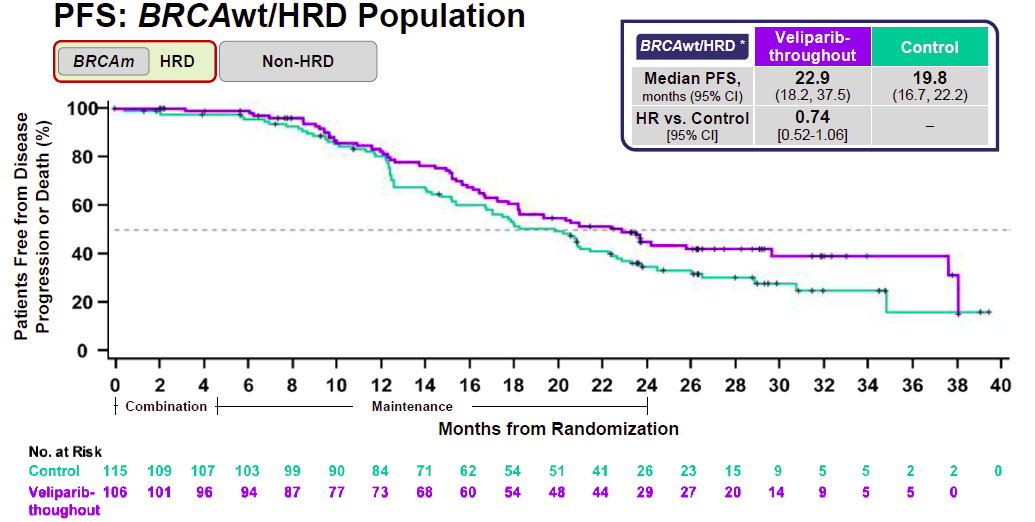 PFS: BRCAwt/HRD Population
BRCAm HRD Non-HRD
BRCAwt/HRD * Veliparib-throughout Control
Median PFS, months (95% CI) 22.9 (18.2, 37.5) 19.8 (16.7, 22.2)
HR vs. Control [95% CI] 0.74 [0.52-1.06] –
Patients Free from Disease
Progression or Death (%)
100
80
60
40
20
0
0 2 4 6 8 10 12 14 16 18 20 22 24 26 28 30 32 34 36 38 40
Combination Maintenance
Months from Randomization
No. at Risk
Control 115 109 107 103 99 90 84 71 62 54 51 41 26 23 15 9 5 5 2 2 0
Veliparib- 106 101 96 94 87 77 73 68 60 54 48 44 29 27 20 14 9 5 5 0
thoughout